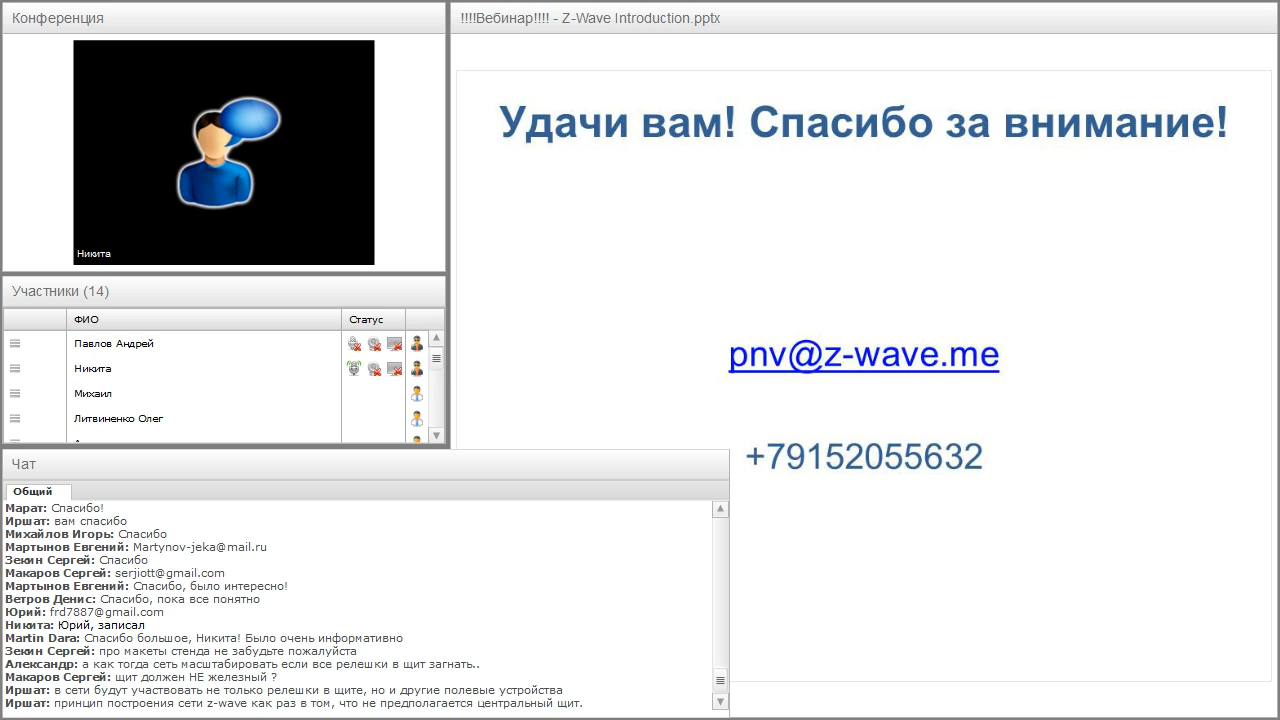 Конференция
Никита
Участники (14)
ФИО Статус
Павлов Андрей
Никита
Михаил
Литвиненко Олег
Чат
Общий
Марат: Спасибо!
Иршат: вам спасибо
Михайлов Игорь: Спасибо
Мартынов Евгений: Martynov-jeka@mail.ru
Зекин Сергей: Спасибо
Макаров Сергей: serjiott@gmail.com
Мартынов Евгений: Спасибо, было интересно!
Ветров Денис: Спасибо, пока все понятно
Юрий: frd7887@gmail.com
Никита: Юрий, записал
Martin Dara: Спасибо большое, Никита! Было очень информативно
Зекин Сергей: про макеты стенда не забудьте пожалуйста
Александр: а как тогда сеть масштабировать если все релешки в щит загнать..
Макаров Сергей: щит должен НЕ железный ?
Иршат: в сети будут участвовать не только релешки в щите, но и другие полевые устройства
Иршат: принцип построения сети z-wave как раз в том, что не предполагается центральный щит.
!!!!Вебинар!!!! - Z-Wave Introduction.pptx
Удачи вам! Спасибо за внимание!
pnv@z-wave.me
+79152055632